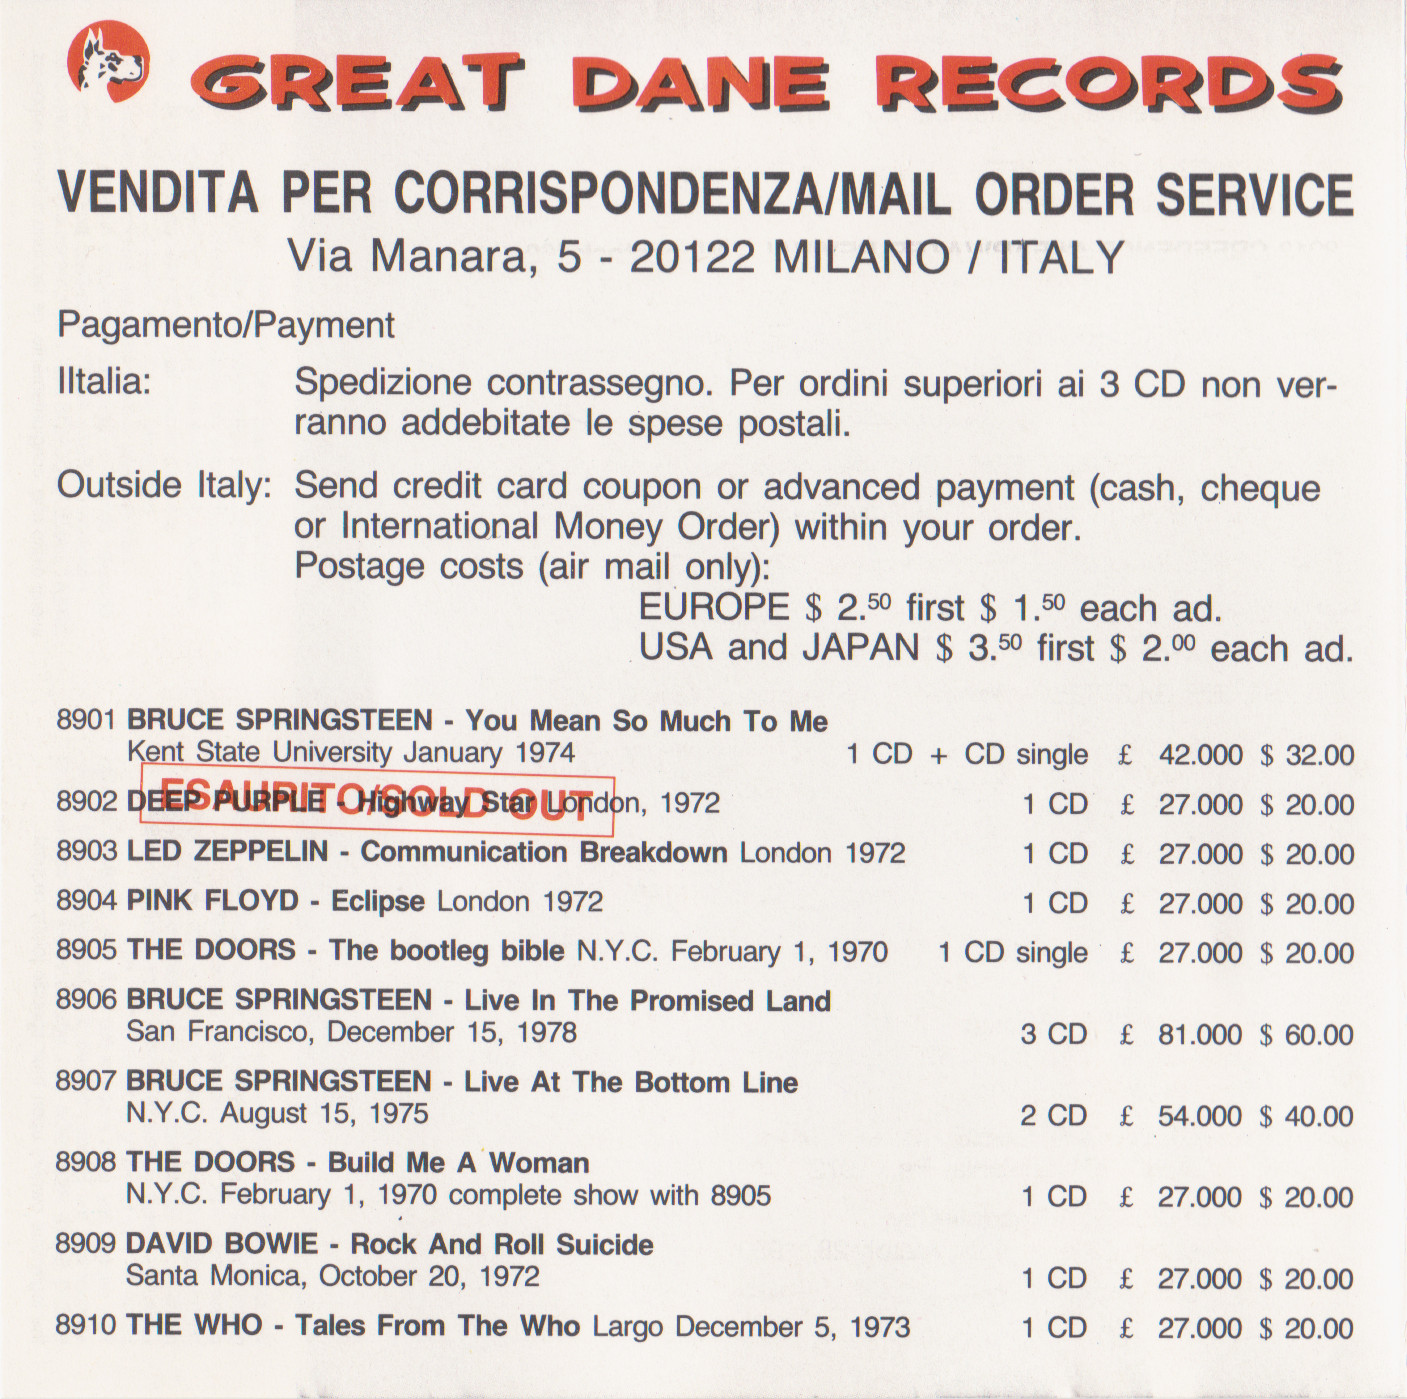 GREAT DANE RECORDS
VENDITA PER CORRISPONDENZA/MAIL ORDER SERVICE
Via Manara, 5 - 20122 MILANO / ITALY
Pagamento/Payment
IItalia: Spedizione contrassegno. Per ordini superiori ai 3 CD non ver-
ranno addebitate le spese postali.
Outside Italy: Send credit card coupon or advanced payment (cash, cheque
or International Money Order) within your order.
Postage costs (air mail only):
EUROPE $ 2.50 first $ 1.50 each ad.
USA and JAPAN $ 3.50 first $ 2.00 each ad.
8901 BRUCE SPRINGSTEEN - You Mean So Much To Me
Kent State University January 1974 1 CD + CD single £ 42.000 $ 32.00
ESAURITO/SOLD OUT
8902 DEEP PURPLE - Highway Star London, 1972 1 CD £ 27.000 $ 20.00
8903 LED ZEPPELIN - Communication Breakdown London 1972 1 CD £ 27.000 $ 20.00
8904 PINK FLOYD - Eclipse London 1972 1 CD £ 27.000 $ 20.00
8905 THE DOORS - The bootleg bible N.Y.C. February 1, 1970 1 CD single £ 27.000 $ 20.00
8906 BRUCE SPRINGSTEEN - Live In The Promised Land
San Francisco, December 15, 1978 3 CD £ 81.000 $ 60.00
8907 BRUCE SPRINGSTEEN - Live At The Bottom Line
N.Y.C. August 15, 1975 2 CD £ 54.000 $ 40.00
8908 THE DOORS - Build Me A Woman
N.Y.C. February 1, 1970 complete show with 8905 1 CD £ 27.000 $ 20.00
8909 DAVID BOWIE - Rock And Roll Suicide
Santa Monica, October 20, 1972 1 CD £ 27.000 $ 20.00
8910 THE WHO - Tales From The Who Largo December 5, 1973 1 CD £ 27.000 $ 20.00